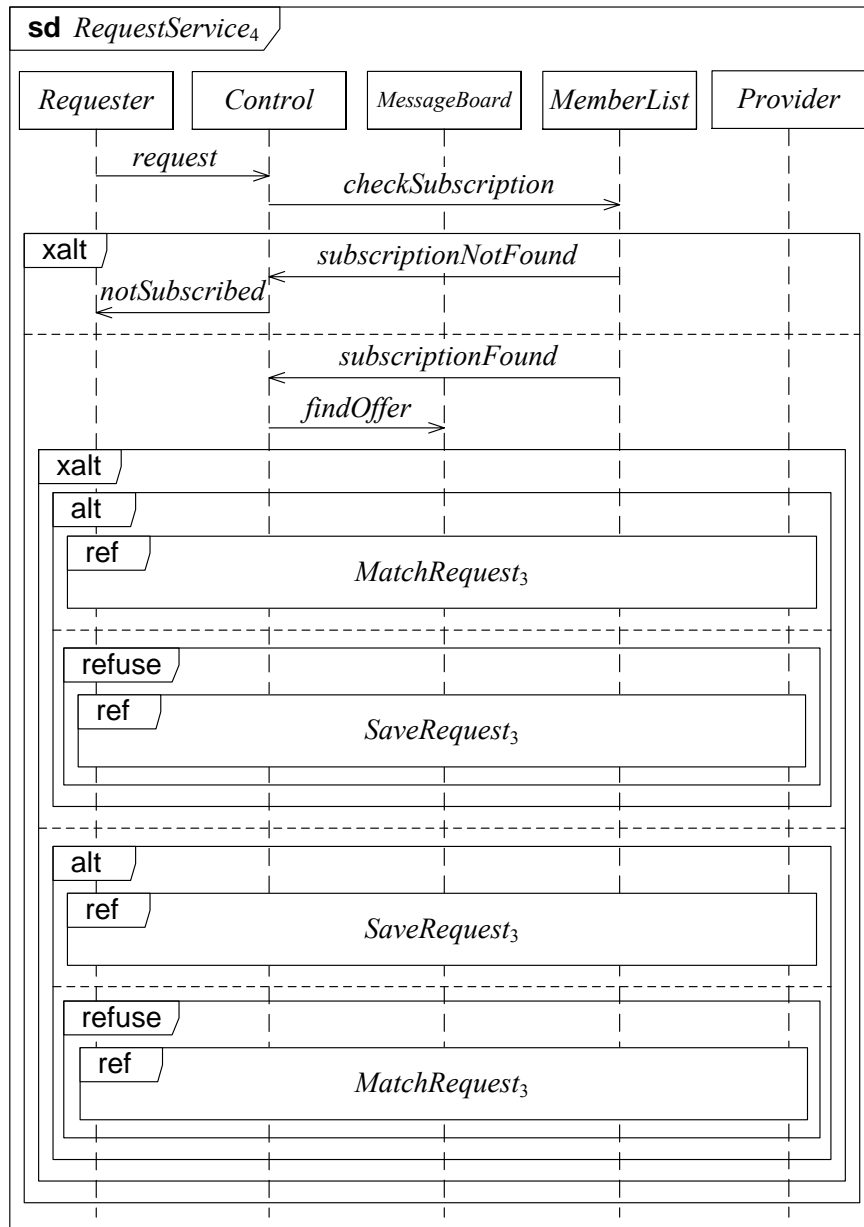 sd RequestService₄
Requester Control MessageBoard MemberList Provider
request
checkSubscription
xalt
subscriptionNotFound
notSubscribed
subscriptionFound
findOffer
xalt
alt
ref
MatchRequest₃
refuse
ref
SaveRequest₃
alt
ref
SaveRequest₃
refuse
ref
MatchRequest₃